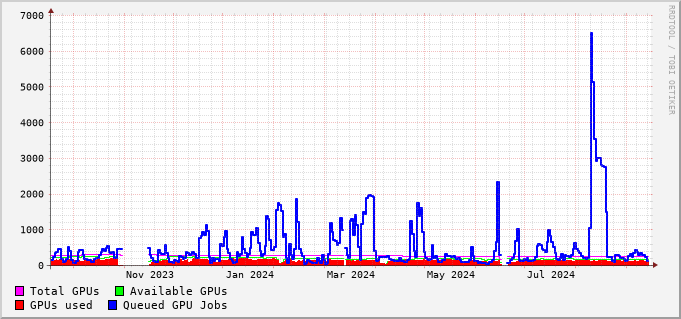 7000
6000
5000
4000
3000
2000
1000
0
Nov 2023 Jan 2024 Mar 2024 May 2024 Jul 2024
Total GPUs Available GPUs
GPUs used Queued GPU Jobs
RRDTOOL / TOBI OETIKER